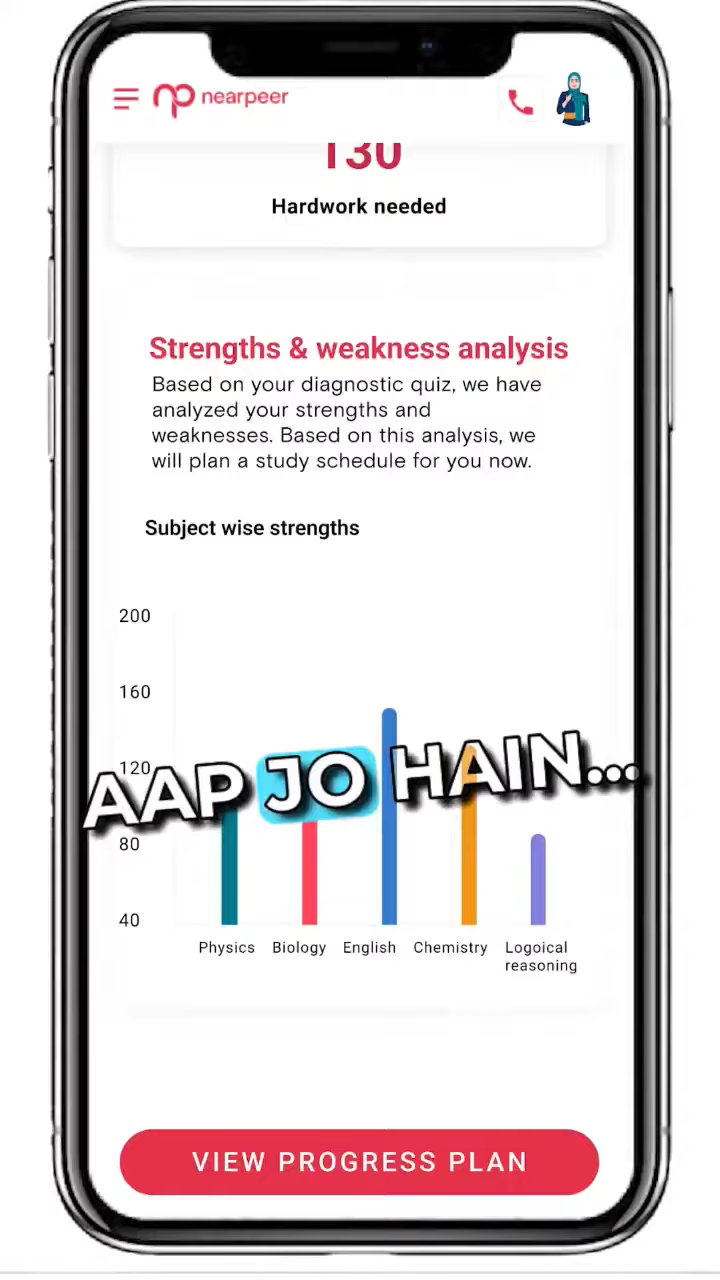 nearpeer
130
Hardwork needed
Strengths & weakness analysis
Based on your diagnostic quiz, we have
analyzed your strengths and
weaknesses. Based on this analysis, we
will plan a study schedule for you now.
Subject wise strengths
200
160
120
AAP JO HAIN...
80
40
Physics Biology English Chemistry Logoical
reasoning
VIEW PROGRESS PLAN